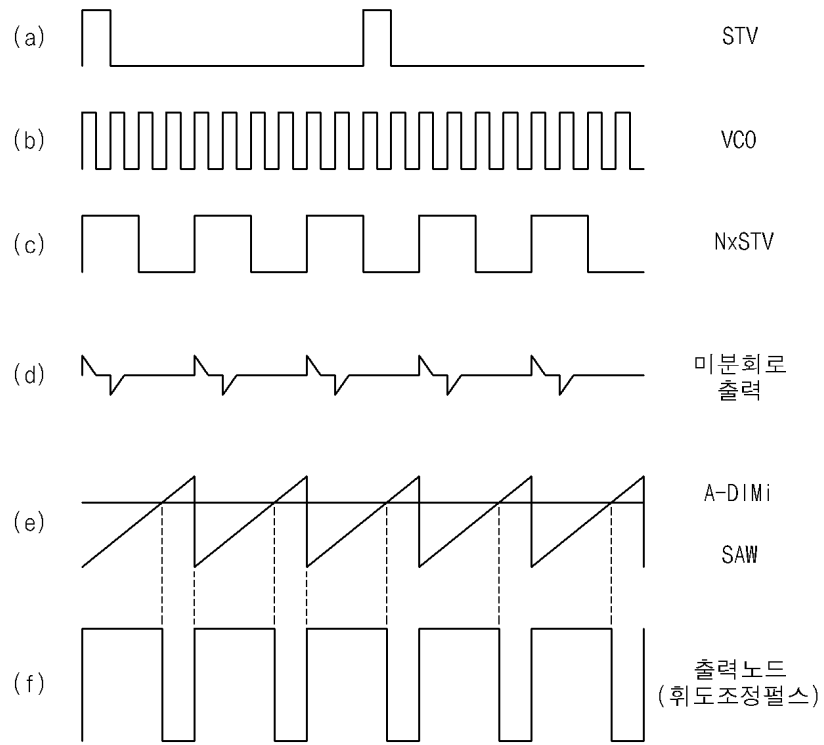 (a) STV
(b) VCO
(c) NxSTV
(d) 미분회로
출력
(e) A-DIMi
SAW
(f) 출력노드
(휘도조정펄스)